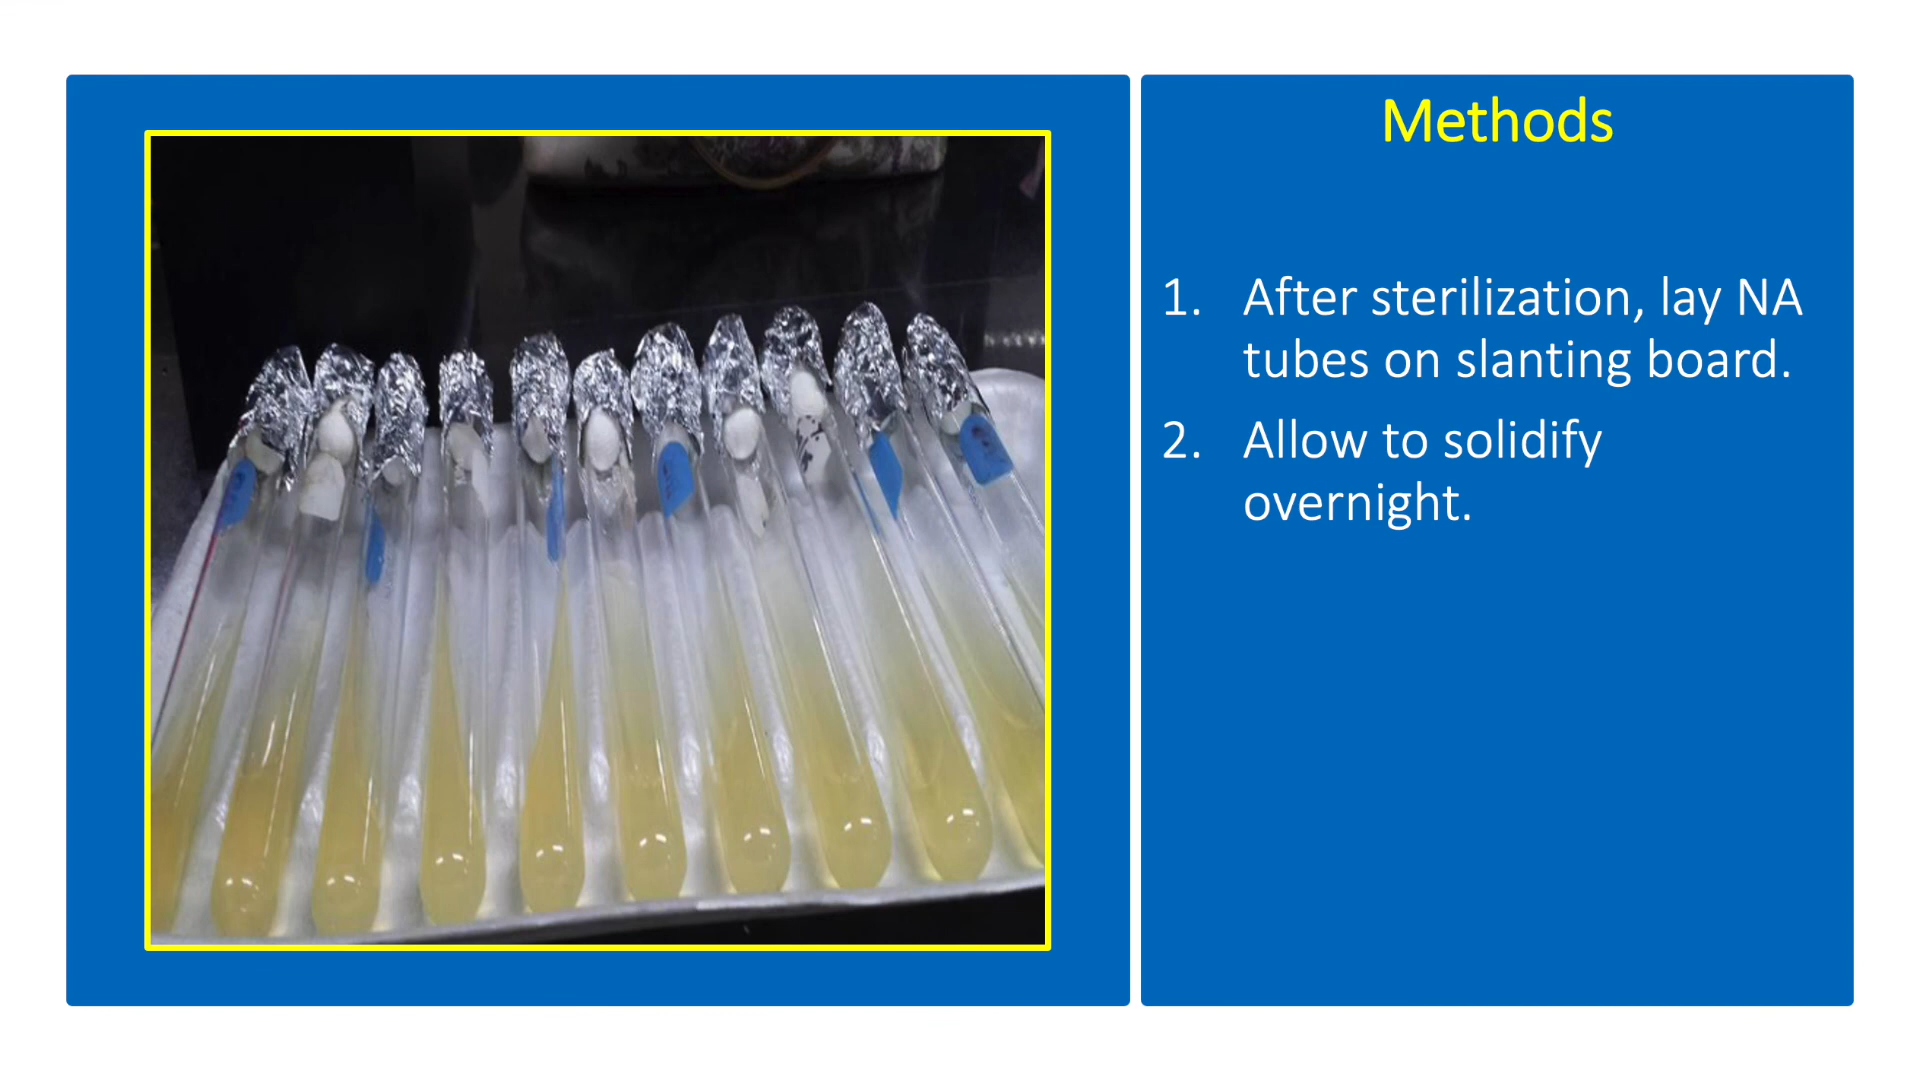 Methods
1. After sterilization, lay NA
tubes on slanting board.
2. Allow to solidify
overnight.